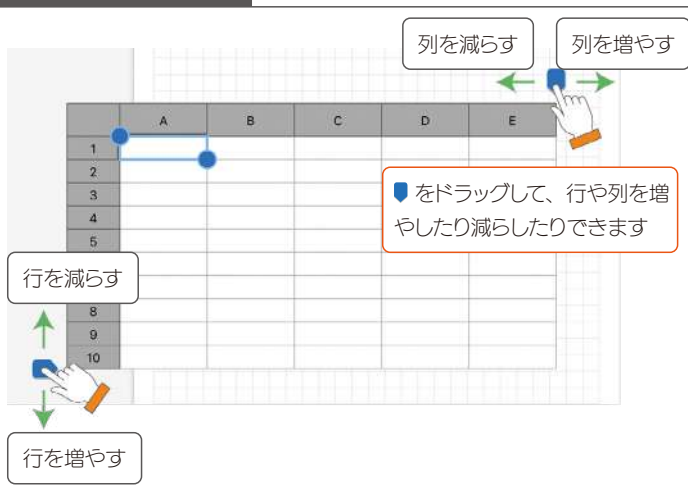 列を減らす
列を増やす
A B C D E
1
2
3
4
5
8
9
10
をドラッグして、行や列を増
やしたり減らしたりできます
行を減らす
行を増やす